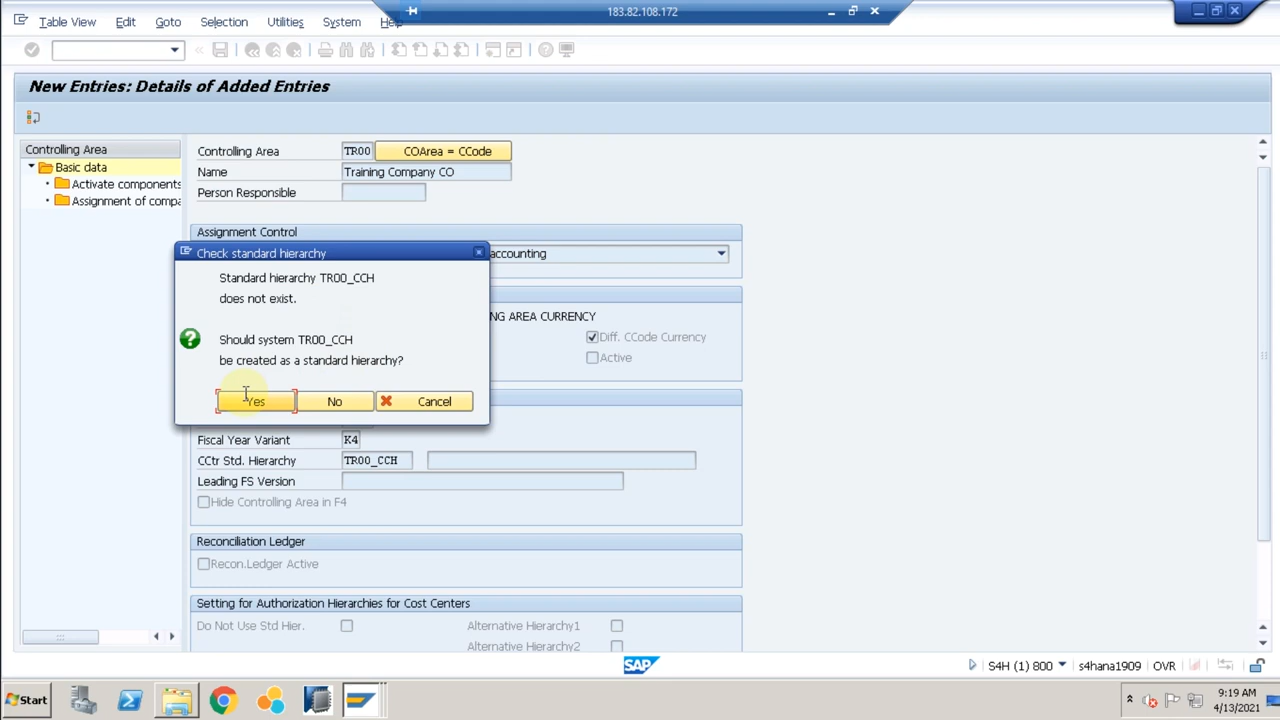 183.82.108.172
Table View Edit Goto Selection Utilities System Help
New Entries: Details of Added Entries
Controlling Area
Basic data
Activate components
Assignment of compa
Controlling Area TR00 COArea = CCode
Name Training Company CO
Person Responsible
Assignment Control
accounting
NG AREA CURRENCY
Diff. CCode Currency
Active
Check standard hierarchy
Standard hierarchy TR00_CCH
does not exist.
Should system TR00_CCH
be created as a standard hierarchy?
Yes No Cancel
Fiscal Year Variant K4
CCtr Std. Hierarchy TR00_CCH
Leading FS Version
Hide Controlling Area in F4
Reconciliation Ledger
Recon.Ledger Active
Setting for Authorization Hierarchies for Cost Centers
Do Not Use Std Hier. Alternative Hierarchy1
Alternative Hierarchy2
SAP S4H (1) 800 s4hana1909 OVR
Start
9:19 AM
4/13/2021